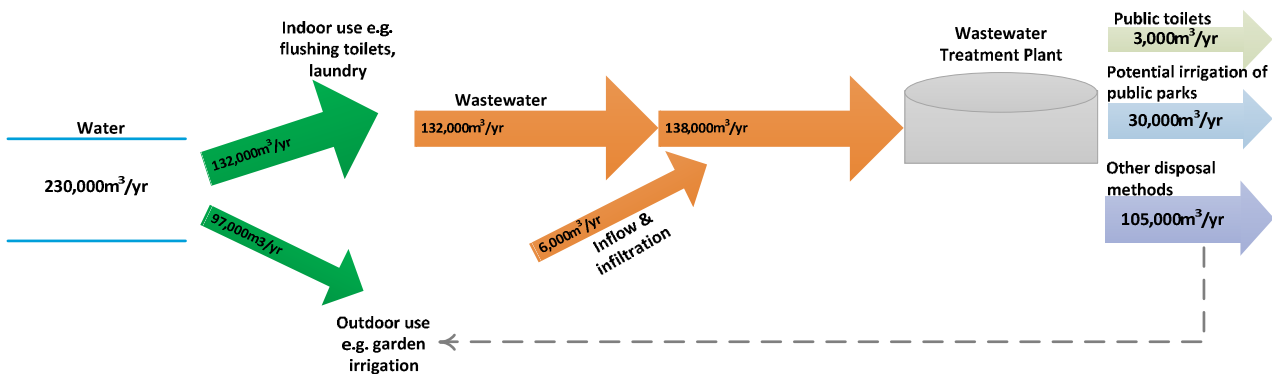 Water
230,000m³/yr
Indoor use e.g.
flushing toilets,
laundry
132,000m³/yr
97,000m3/yr
Outdoor use
e.g. garden
irrigation
Wastewater
132,000m³/yr
138,000m³/yr
6,000m³/yr
Inflow &
infiltration
Wastewater
Treatment Plant
Public toilets
3,000m³/yr
Potential irrigation of
public parks
30,000m³/yr
Other disposal
methods
105,000m³/yr